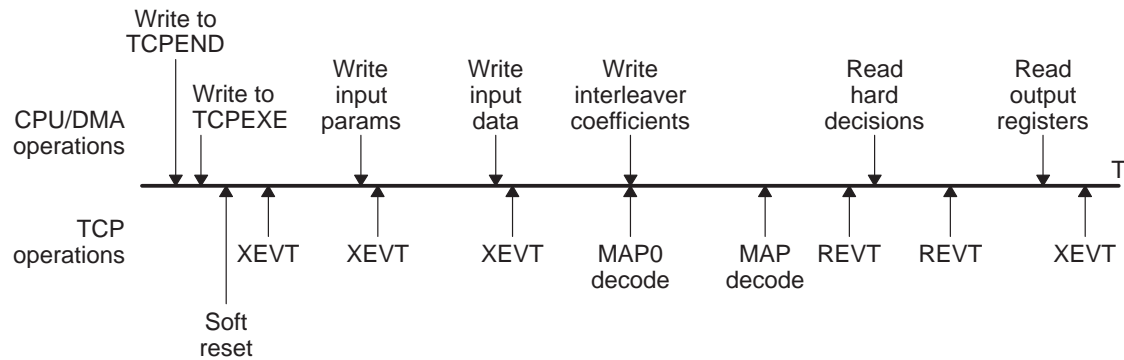 Write to
TCPEND
Write to
TCPEXE
Write
input
params
Write
input
data
Write
interleaver
coefficients
Read
hard
decisions
Read
output
registers
CPU/DMA
operations
T
TCP
operations
XEVT
XEVT
XEVT
MAP0
decode
MAP
decode
REVT
REVT
XEVT
Soft
reset